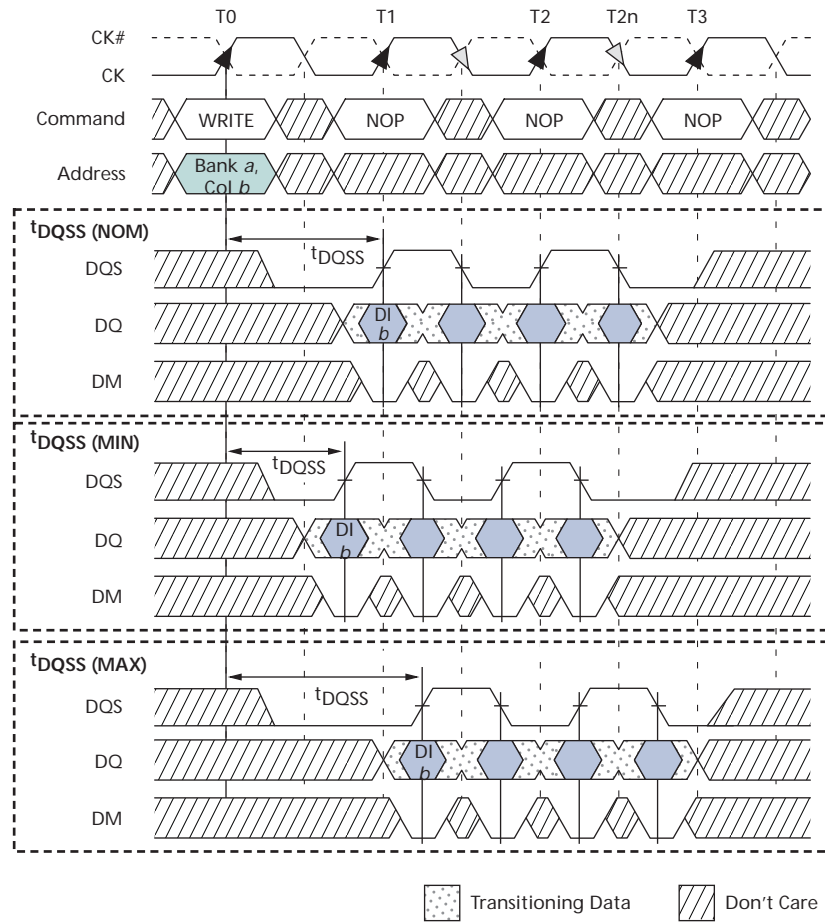 T0 T1 T2 T2n T3
CK#
CK
Command WRITE NOP NOP NOP
Address Bank a, Col b
tDQSS (NOM)
tDQSS
DQS
DQ DI b
DM
tDQSS (MIN)
tDQSS
DQS
DQ DI b
DM
tDQSS (MAX)
tDQSS
DQS
DQ DI b
DM
Transitioning Data Don't Care